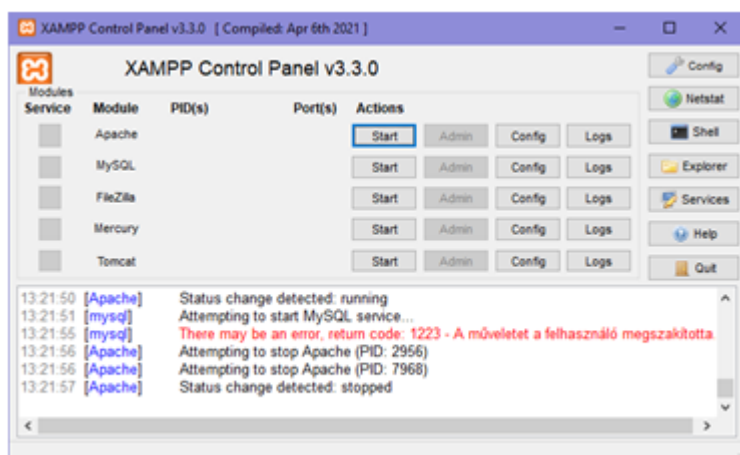 XAMPP Control Panel v3.3.0 [ Compiled: Apr 6th 2021 ]
XAMPP Control Panel v3.3.0
Config
Modules
Service Module PID(s) Port(s) Actions
Netstat
Apache Start Admin Config Logs
Shell
MySQL Start Admin Config Logs
Explorer
FileZilla Start Admin Config Logs
Services
Mercury Start Admin Config Logs
Help
Tomcat Start Admin Config Logs
Quit
13:21:50 [Apache] Status change detected: running
13:21:51 [mysql] Attempting to start MySQL service...
13:21:55 [mysql] There may be an error, return code: 1223 - A műveletet a felhasználó megszakította.
13:21:56 [Apache] Attempting to stop Apache (PID: 2956)
13:21:56 [Apache] Attempting to stop Apache (PID: 7968)
13:21:57 [Apache] Status change detected: stopped